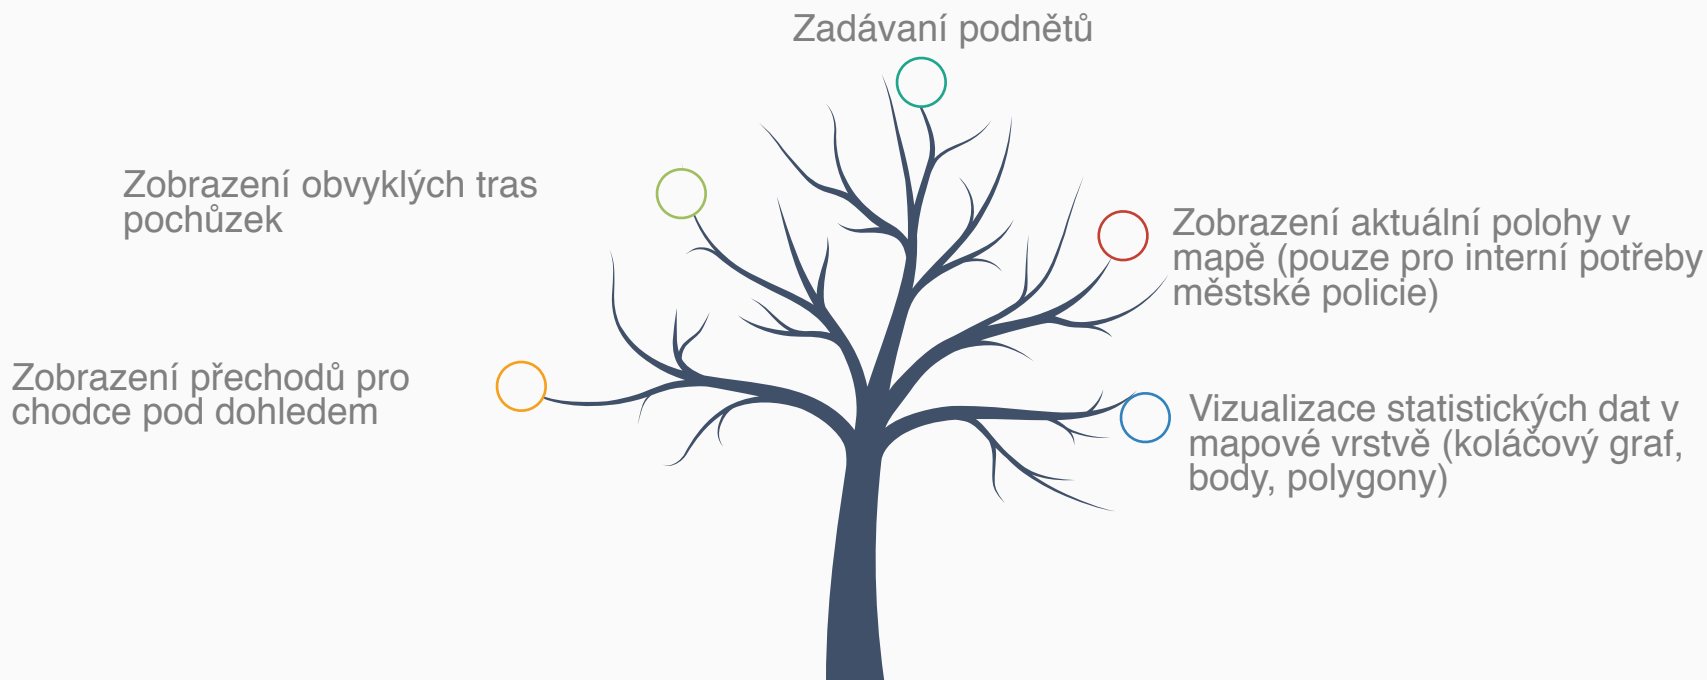 Zadávaní podnětů
Zobrazení obvyklých tras
pochůzek
Zobrazení aktuální polohy v
mapě (pouze pro interní potřeby
městské policie)
Zobrazení přechodů pro
chodce pod dohledem
Vizualizace statistických dat v
mapové vrstvě (koláčový graf,
body, polygony)